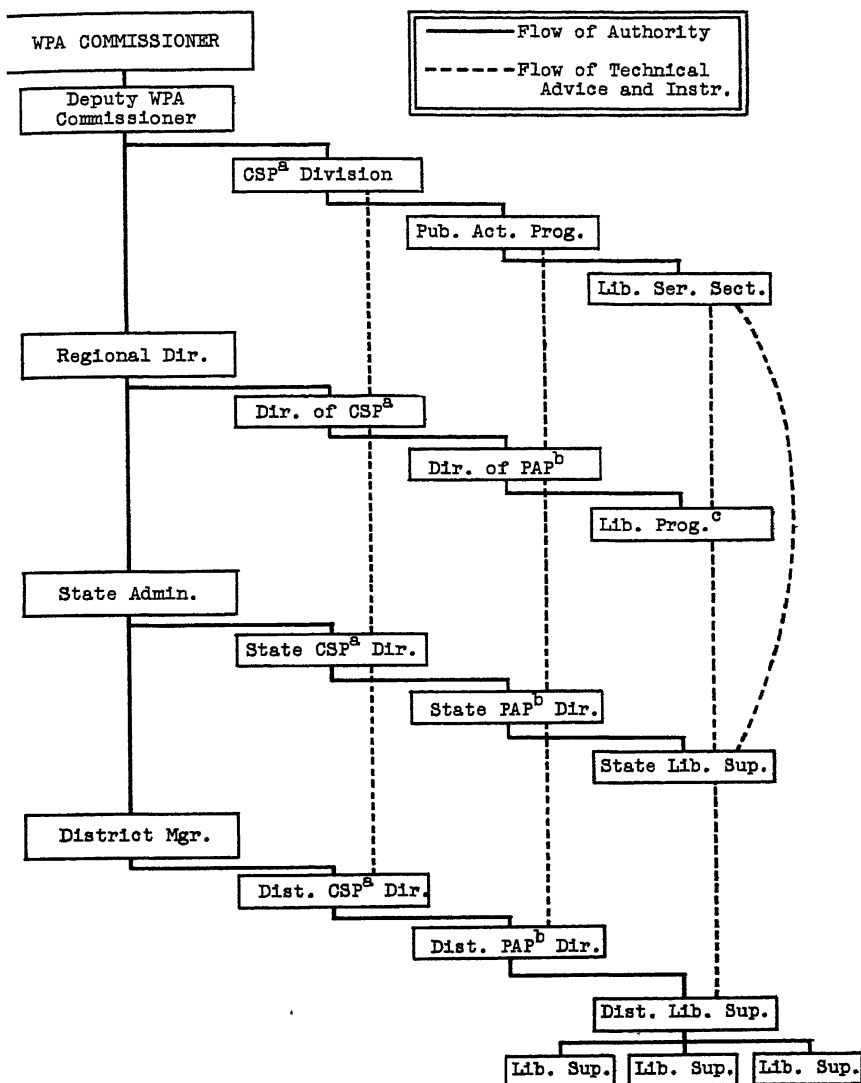 WPA COMMISSIONER
Flow of Authority
Flow of Technical
Advice and Instr.
Deputy WPA
Commissioner
CSPᵃ Division
Pub. Act. Prog.
Lib. Ser. Sect.
Regional Dir.
Dir. of CSPᵃ
Dir. of PAPᵇ
Lib. Prog.ᶜ
State Admin.
State CSPᵃ Dir.
State PAPᵇ Dir.
State Lib. Sup.
District Mgr.
Dist. CSPᵃ Dir.
Dist. PAPᵇ Dir.
Dist. Lib. Sup.
Lib. Sup.
Lib. Sup.
Lib. Sup.